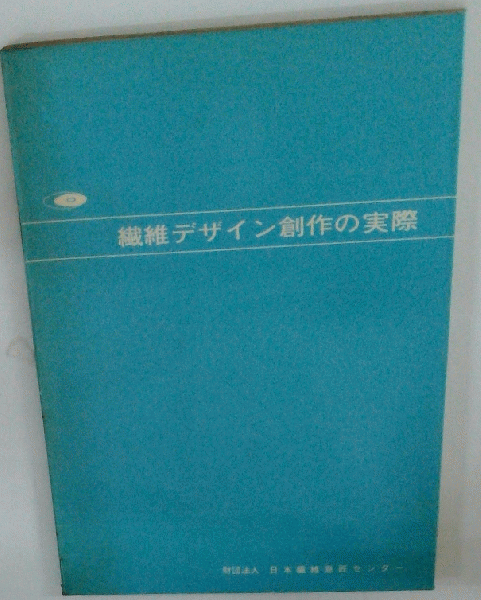 繊維デザイン創作の実際
財団法人 日本繊維意匠センター